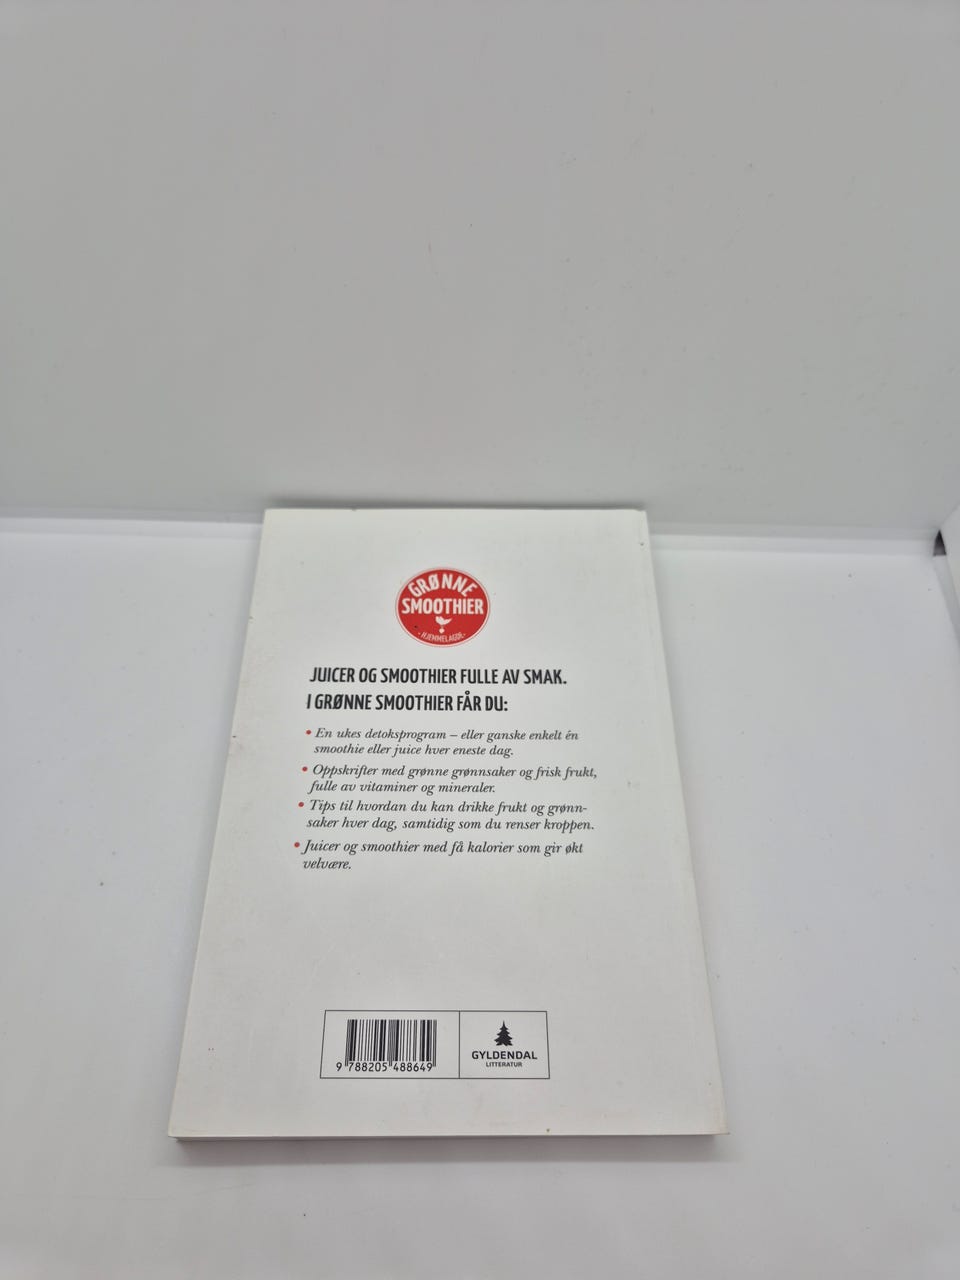 GRØNNE
SMOOTHIER
• HJEMMELAGDE •
JUICER OG SMOOTHIER FULLE AV SMAK.
I GRØNNE SMOOTHIER FÅR DU:
• En ukes detoksprogram – eller ganske enkelt én
smoothie eller juice hver eneste dag.
• Oppskrifter med grønne grønnsaker og frisk frukt,
fulle av vitaminer og mineraler.
• Tips til hvordan du kan drikke frukt og grønn-
saker hver dag, samtidig som du renser kroppen.
• Juicer og smoothier med få kalorier som gir økt
velvære.
9 788205 488649
GYLDENDAL
LITTERATUR